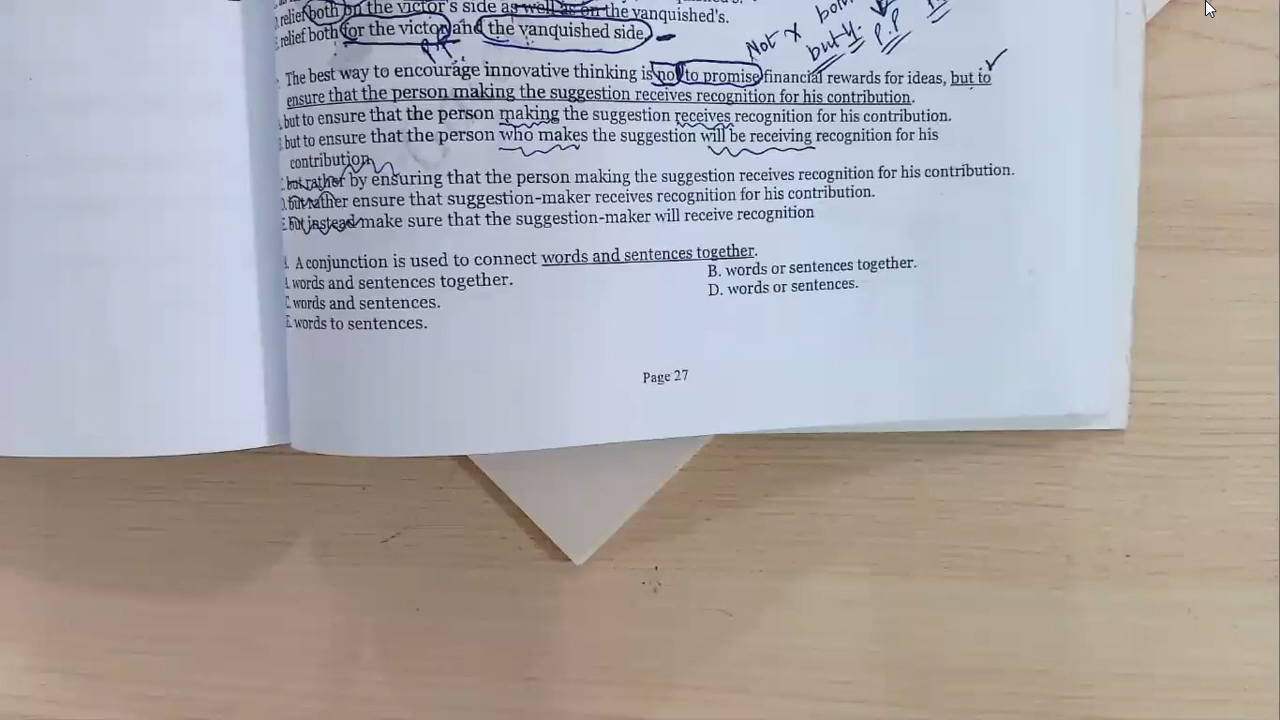 relief both by the victor's side as well as on the vanquished's.
relief both for the victor and the vanquished side.
P.P
Not X
but y
P.P
The best way to encourage innovative thinking is not to promise financial rewards for ideas, but to
ensure that the person making the suggestion receives recognition for his contribution.
but to ensure that the person making the suggestion receives recognition for his contribution.
but to ensure that the person who makes the suggestion will be receiving recognition for his
contribution
but rather by ensuring that the person making the suggestion receives recognition for his contribution.
but rather ensure that suggestion-maker receives recognition for his contribution.
but instead make sure that the suggestion-maker will receive recognition
A conjunction is used to connect words and sentences together.
words and sentences together.
B. words or sentences together.
words and sentences.
D. words or sentences.
E. words to sentences.
Page 27